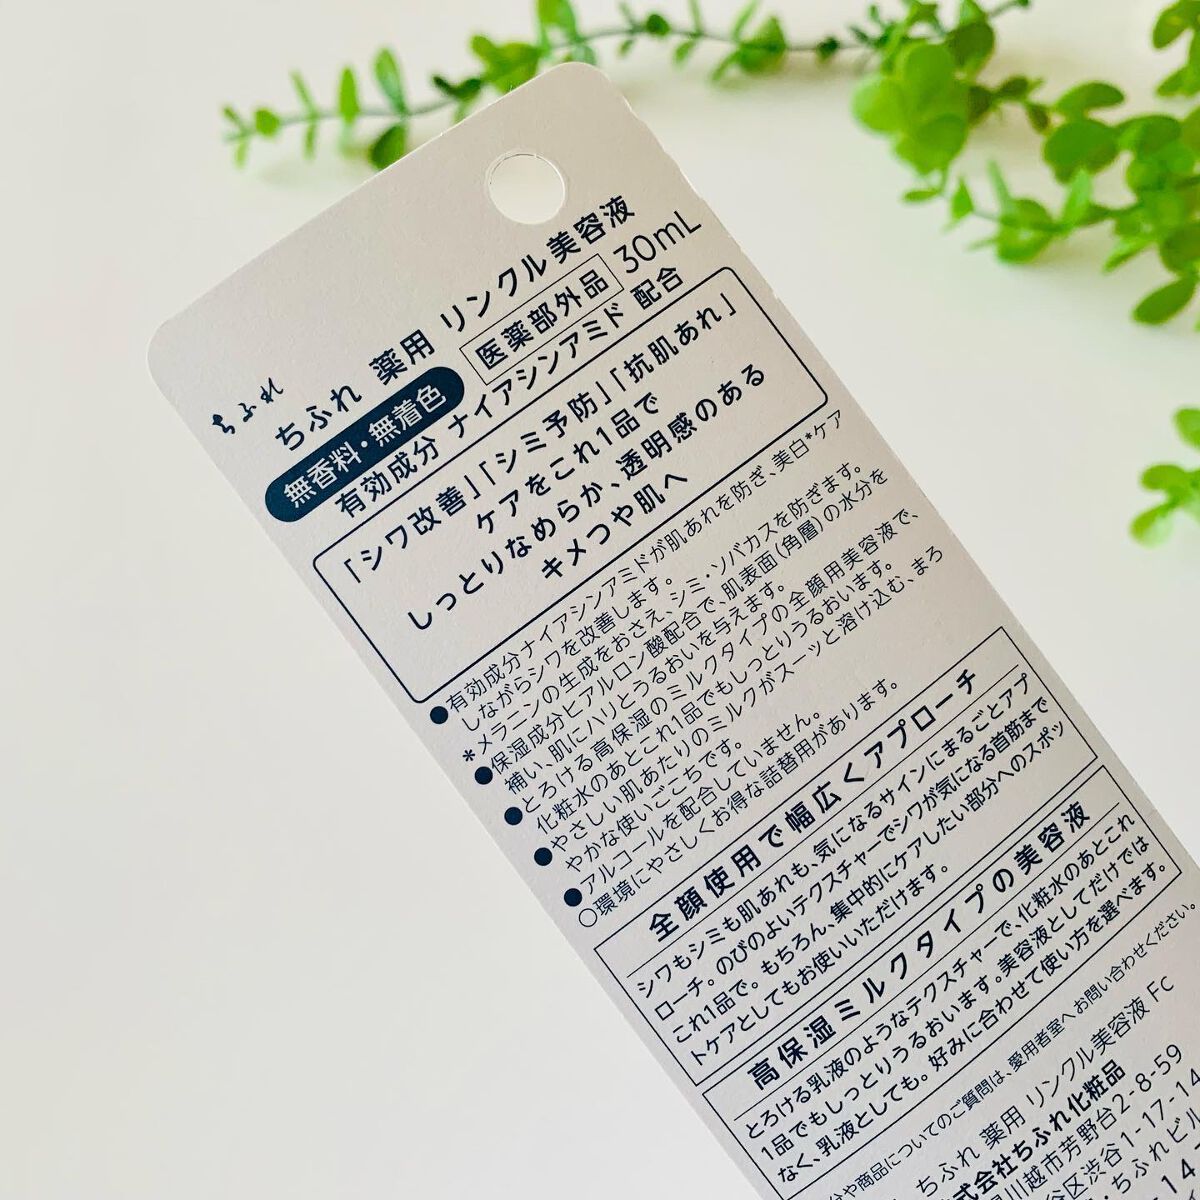 ちふれ
ちふれ 薬用 リンクル美容液
無香料・無着色 医薬部外品 30mL
有効成分 ナイアシンアミド 配合
「シワ改善」「シミ予防」「抗肌あれ」
ケアをこれ1品で
しっとりなめらか、透明感のある
キメつや肌へ
●有効成分ナイアシンアミドが肌あれを防ぎ、美白*ケア
しながらシワを改善します。
*メラニンの生成をおさえ、シミ・ソバカスを防ぎます。
●保湿成分ヒアルロン酸配合で、肌表面(角層)の水分を
補い、肌にハリとうるおいを与えます。
●とろける高保湿のミルクタイプの全顔用美容液で、
化粧水のあとこれ1品でもしっとりうるおいます。
●やさしい肌あたりのミルクがスーッと溶け込む、まろ
やかな使いごこちです。
●アルコールを配合していません。
○環境にやさしくお得な詰替用があります。
全顔使用で幅広くアプローチ
シワもシミも肌あれも、気になるサインにまるごとアプ
ローチ。のびのよいテクスチャーでシワが気になる首筋まで
これ1品で。もちろん、集中的にケアしたい部分へのスポッ
トケアとしてもお使いいただけます。
高保湿ミルクタイプの美容液
とろける乳液のようなテクスチャーで、化粧水のあとこれ
1品でもしっとりうるおいます。美容液としてだけでは
なく、乳液としても。好みに合わせて使い方を選べます。
分や商品についてのご質問は、愛用者室へお問い合わせください。
ちふれ 薬用 リンクル美容液 Fc
式会社ちふれ化粧品
川越市芳野台2-8-59
谷区渋谷1-17-14
ちふれビル